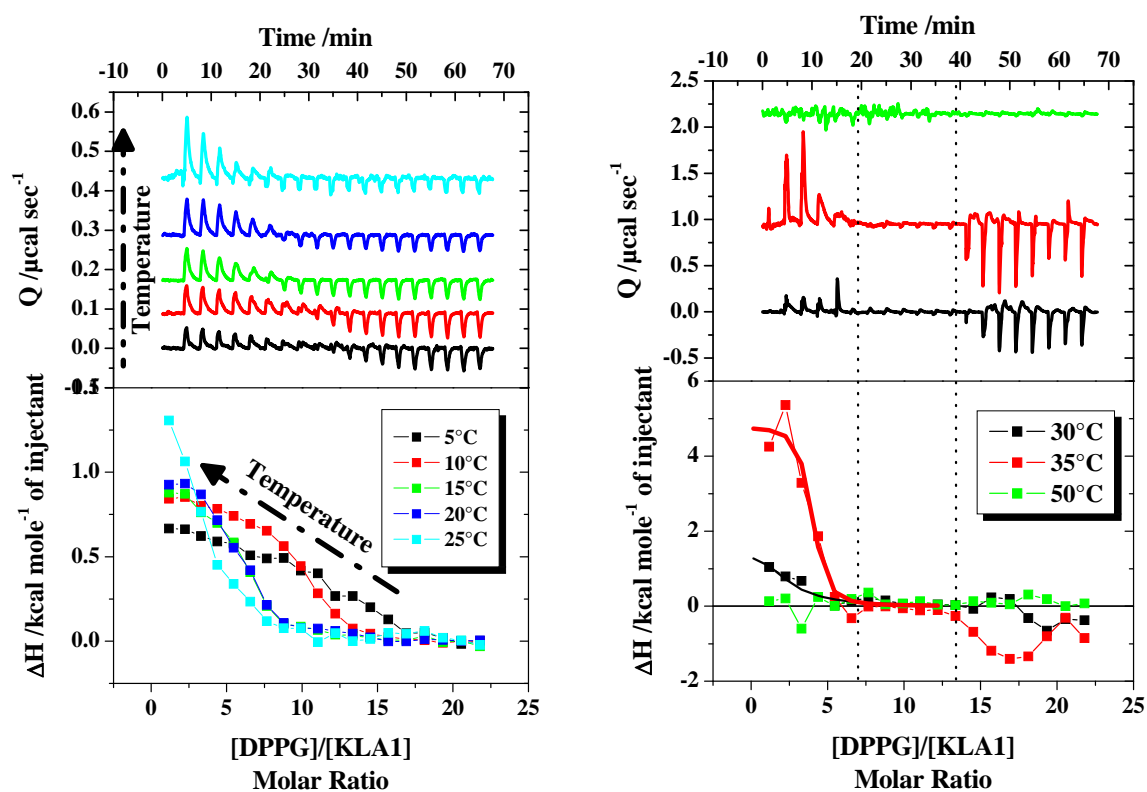 Time /min
-10 0 10 20 30 40 50 60 70
0.6
0.5
0.4
0.3
0.2
0.1
0.0
-0.1
Q /µcal sec-1
Temperature
1.5
1.0
0.5
0.0
ΔH /kcal mole-1 of injectant
Temperature
5°C
10°C
15°C
20°C
25°C
0 5 10 15 20 25
[DPPG]/[KLA1]
Molar Ratio
Time /min
-10 0 10 20 30 40 50 60 70
2.5
2.0
1.5
1.0
0.5
0.0
-0.5
Q /µcal sec-1
6
4
2
0
-2
ΔH /kcal mole-1 of injectant
30°C
35°C
50°C
0 5 10 15 20 25
[DPPG]/[KLA1]
Molar Ratio